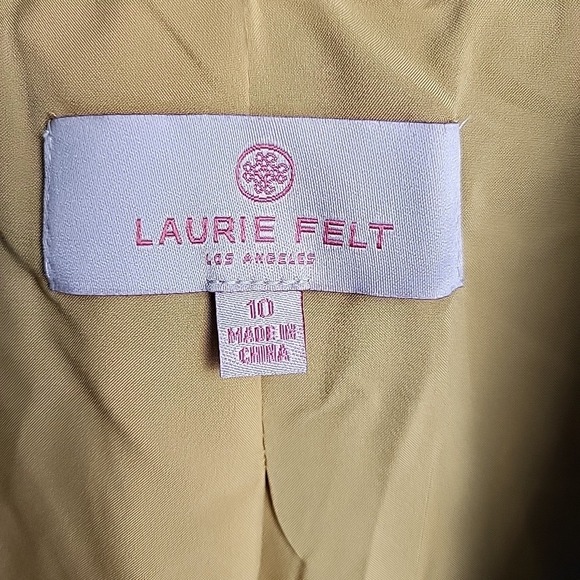 LAURIE FELT
LOS ANGELES
10
MADE IN
CHINA